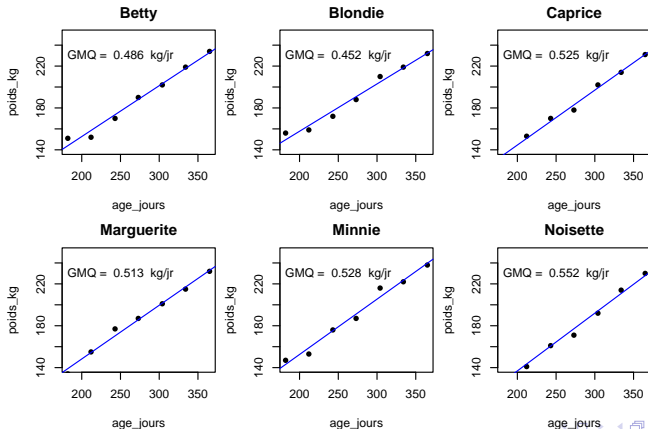 Betty
GMQ = 0.486 kg/jr
poids_kg
140 180 220
200 250 300 350
age_jours
Blondie
GMQ = 0.452 kg/jr
poids_kg
140 180 220
200 250 300 350
age_jours
Caprice
GMQ = 0.525 kg/jr
poids_kg
140 180 220
200 250 300 350
age_jours
Marguerite
GMQ = 0.513 kg/jr
poids_kg
140 180 220
200 250 300 350
age_jours
Minnie
GMQ = 0.528 kg/jr
poids_kg
140 180 220
200 250 300 350
age_jours
Noisette
GMQ = 0.552 kg/jr
poids_kg
140 180 220
200 250 300 350
age_jours